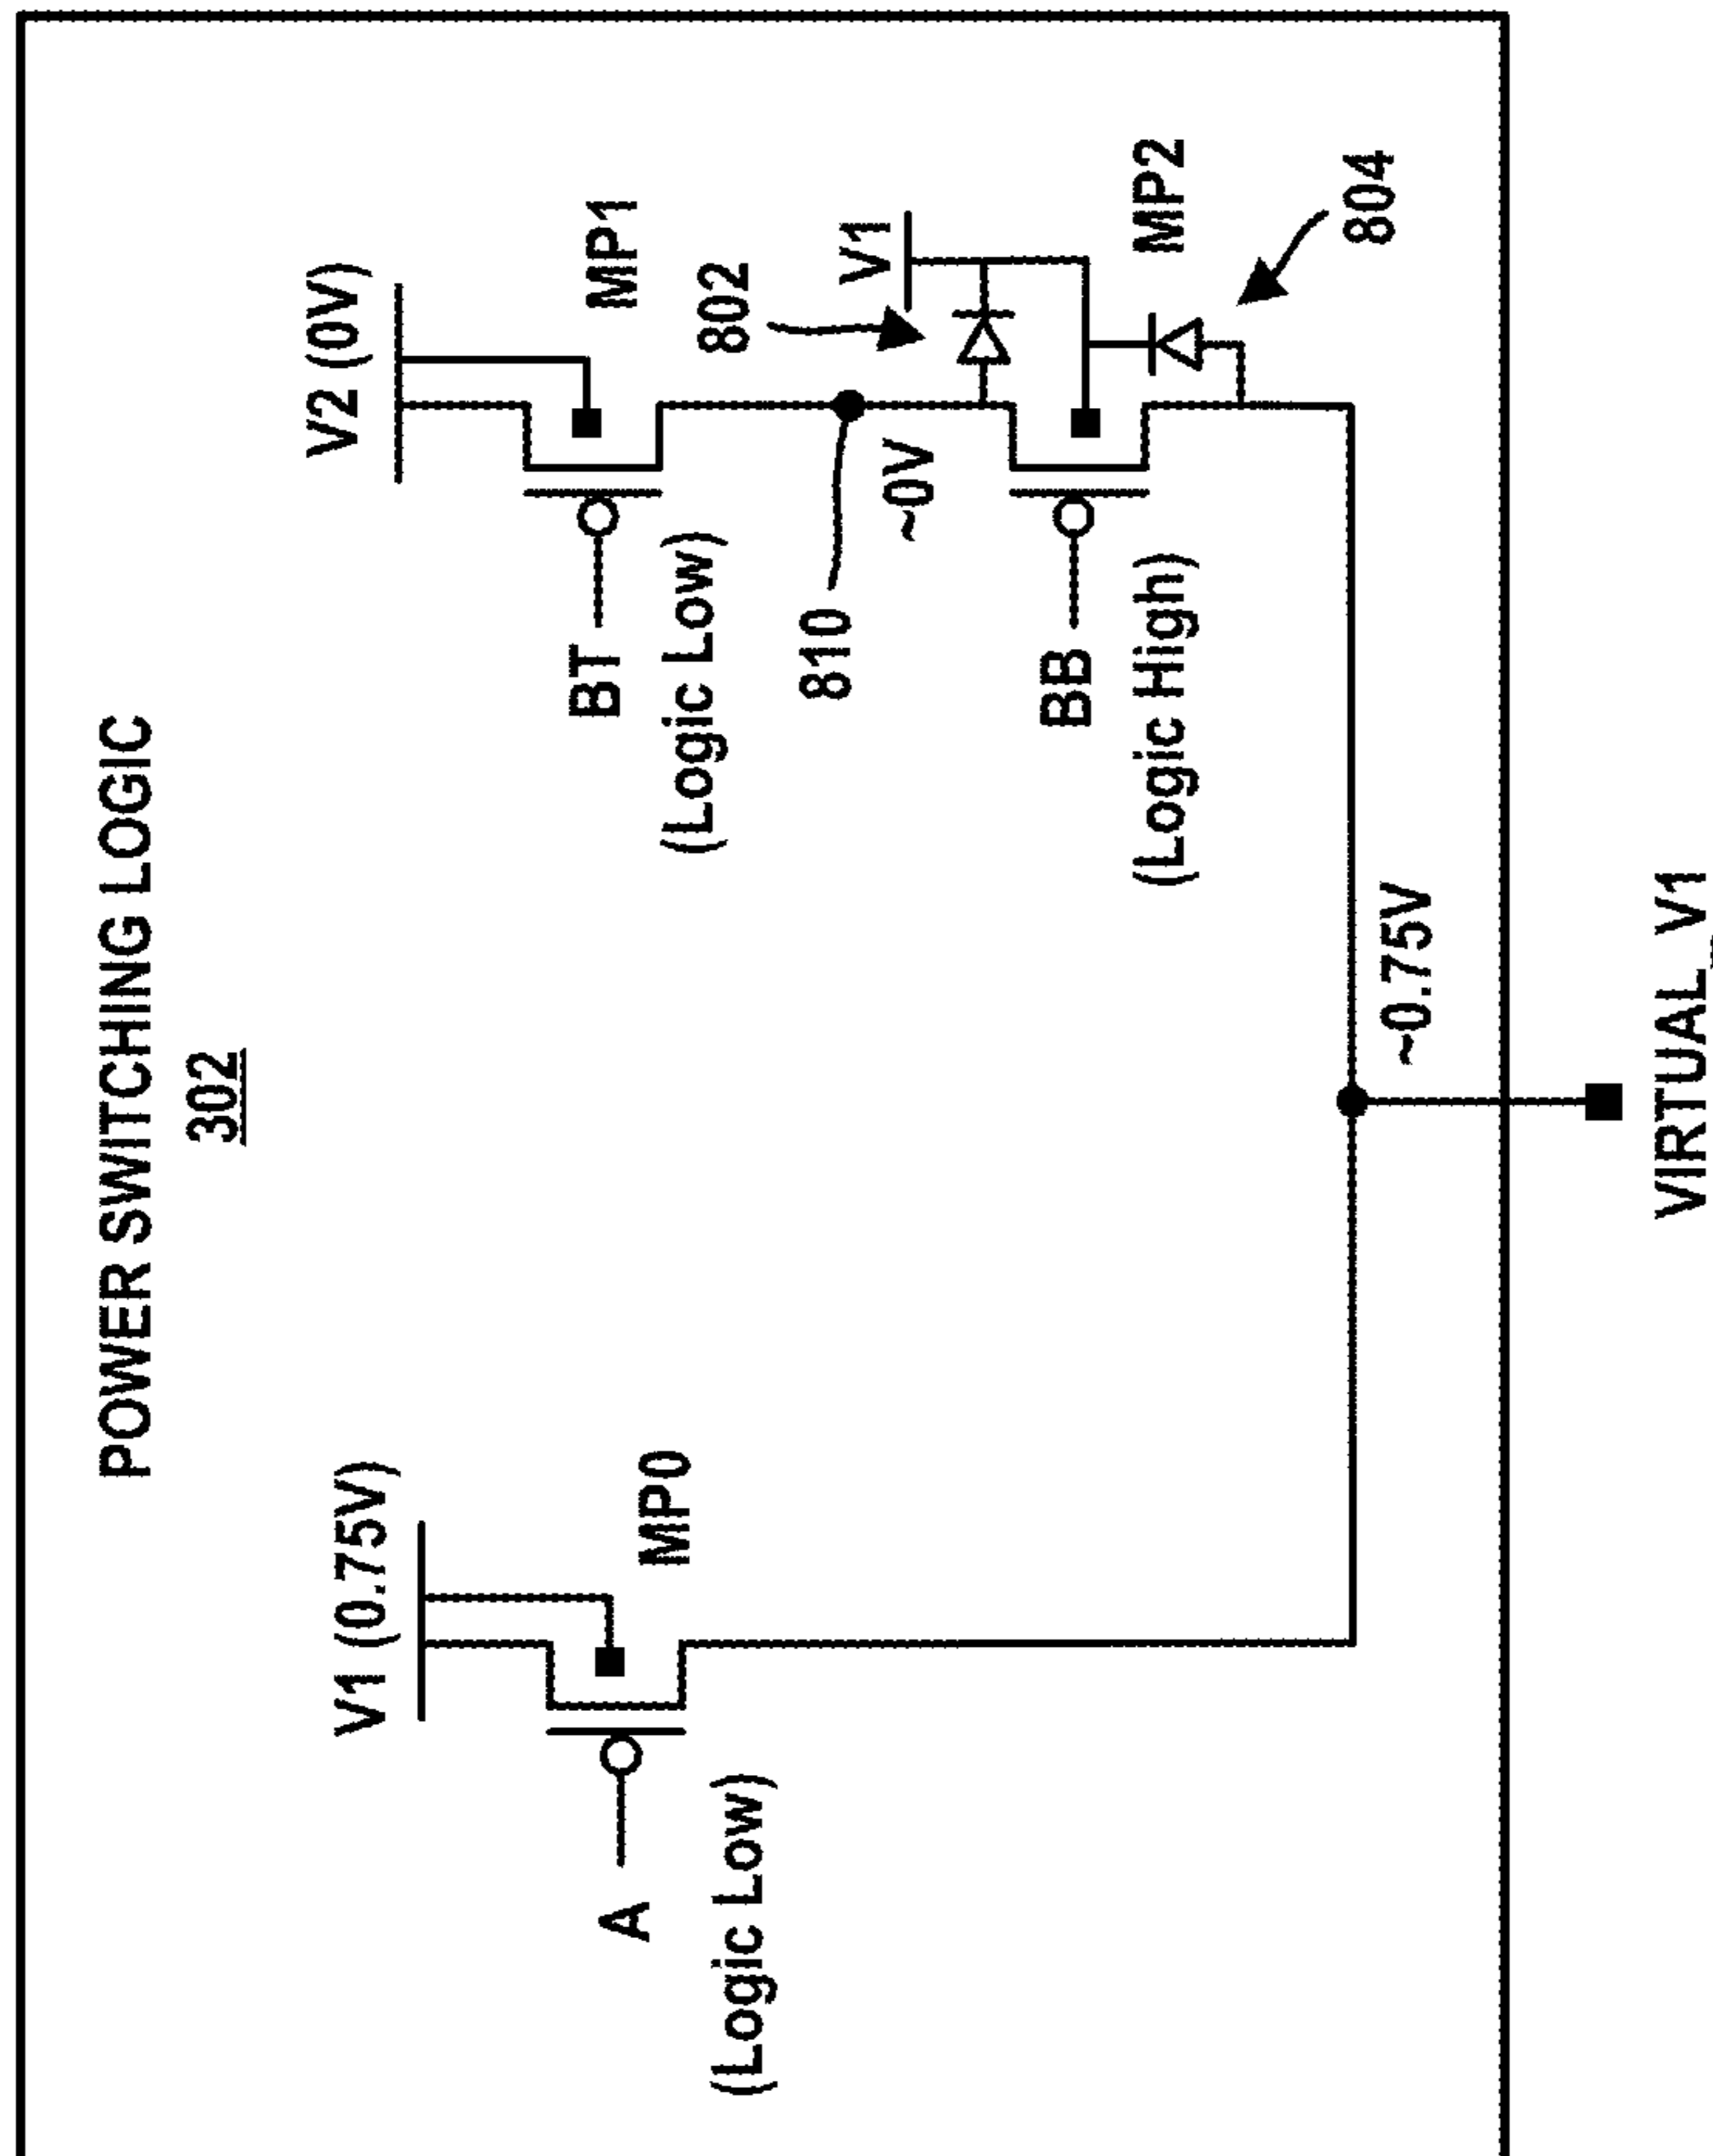 POWER SWITCHING LOGIC
302
V1 (0.75V)
MP0
A
(Logic Low)
V2 (0V)
MP1
BT
(Logic Low)
802
V1
810
~0V
BB
(Logic High)
MP2
804
~0.75V
VIRTUAL_V1